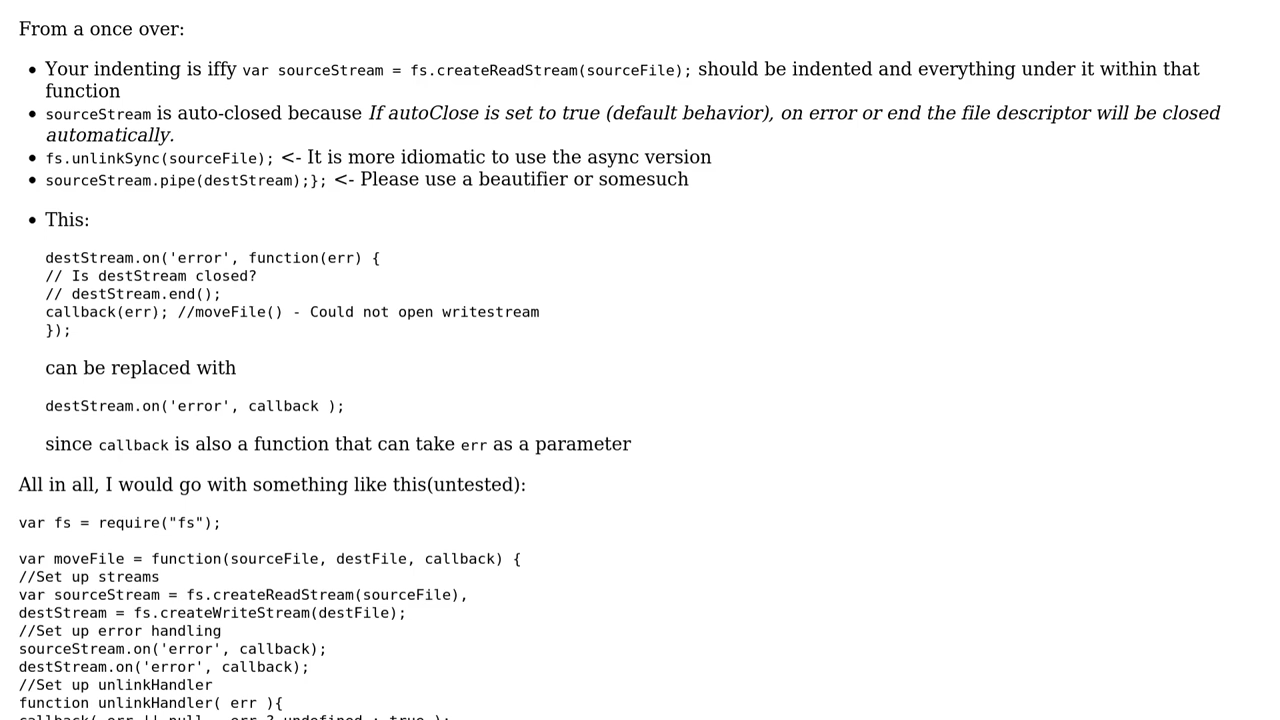 From a once over:
Your indenting is iffy var sourceStream = fs.createReadStream(sourceFile); should be indented and everything under it within that
function
sourceStream is auto-closed because If autoClose is set to true (default behavior), on error or end the file descriptor will be closed
automatically.
fs.unlinkSync(sourceFile); <- It is more idiomatic to use the async version
sourceStream.pipe(destStream);}; <- Please use a beautifier or somesuch
This:
destStream.on('error', function(err) {
// Is destStream closed?
// destStream.end();
callback(err); //moveFile() - Could not open writestream
});
can be replaced with
destStream.on('error', callback );
since callback is also a function that can take err as a parameter
All in all, I would go with something like this(untested):
var fs = require("fs");
var moveFile = function(sourceFile, destFile, callback) {
//Set up streams
var sourceStream = fs.createReadStream(sourceFile),
destStream = fs.createWriteStream(destFile);
//Set up error handling
sourceStream.on('error', callback);
destStream.on('error', callback);
//Set up unlinkHandler
function unlinkHandler( err ){
callback( err || null , err ? undefined : true );